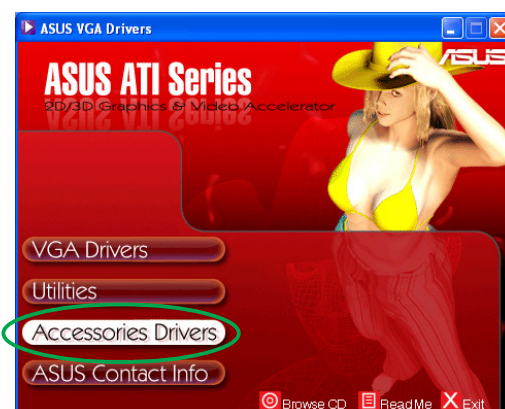 ASUS VGA Drivers
ASUS
ASUS ATI Series
2D/3D Graphics & Video Accelerator
VGA Drivers
Utilities
Accessories Drivers
ASUS Contact Info
Browse CD Read Me Exit